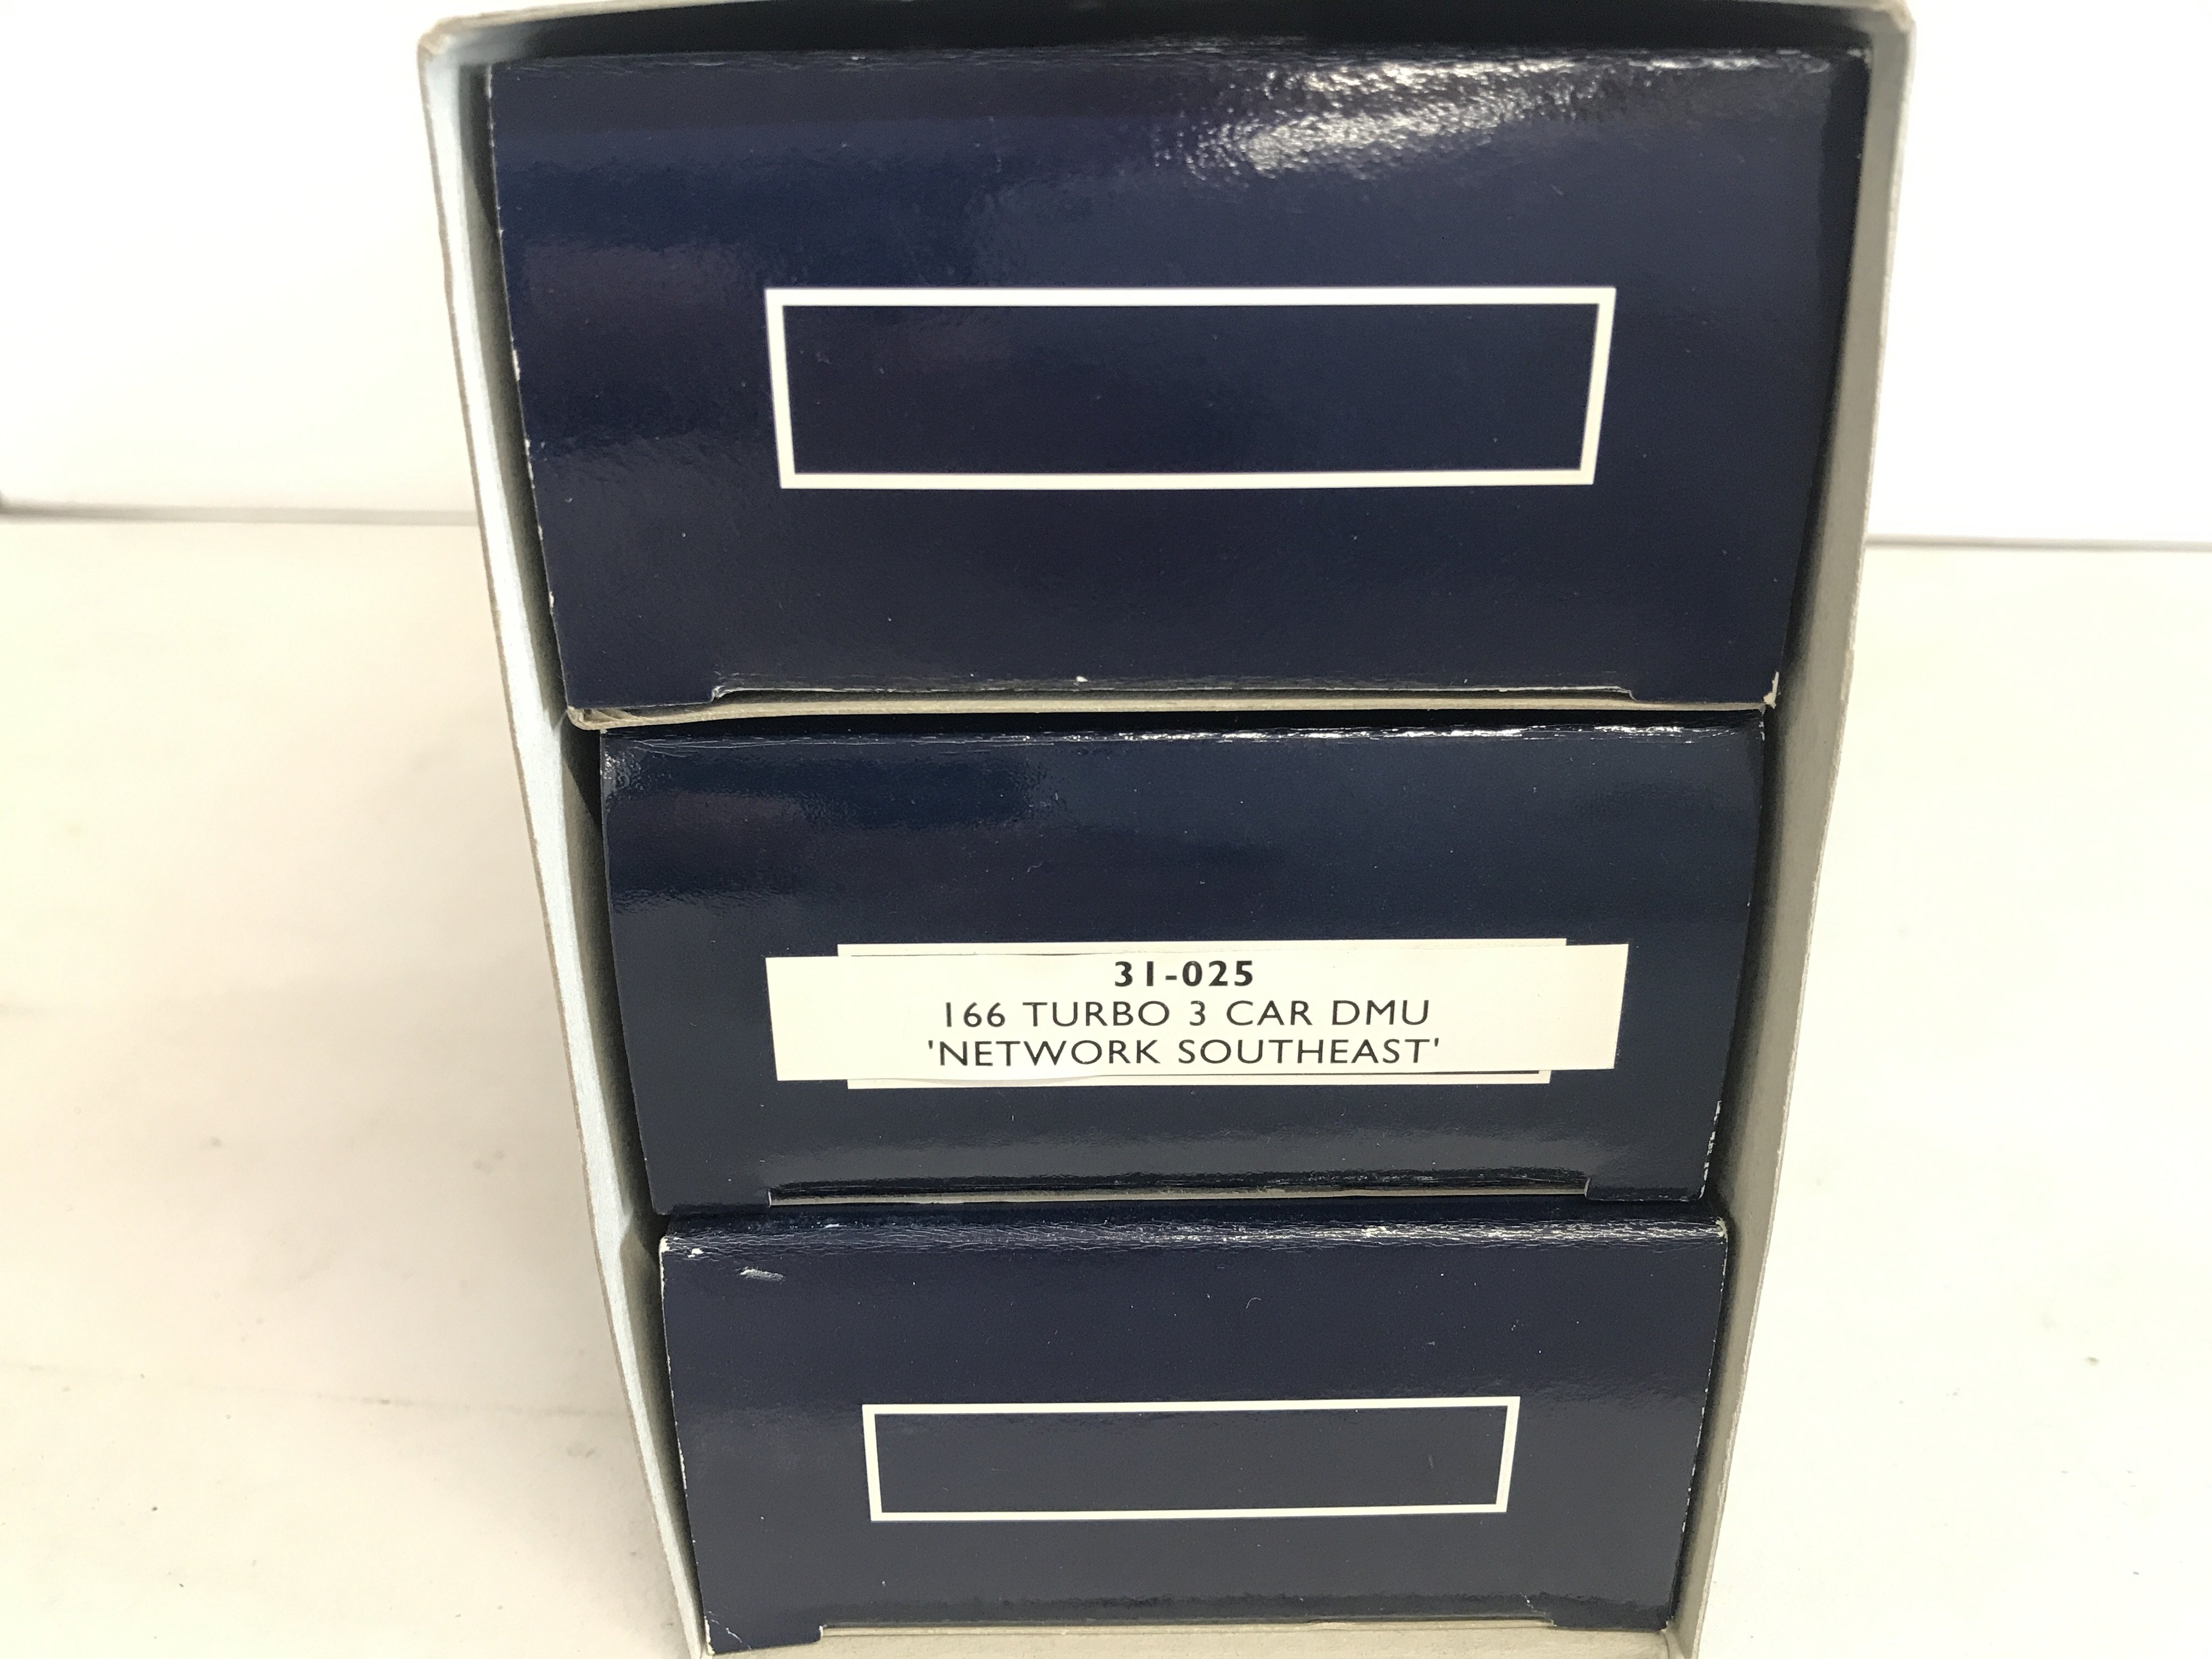 31-025
166 TURBO 3 CAR DMU
'NETWORK SOUTHEAST'